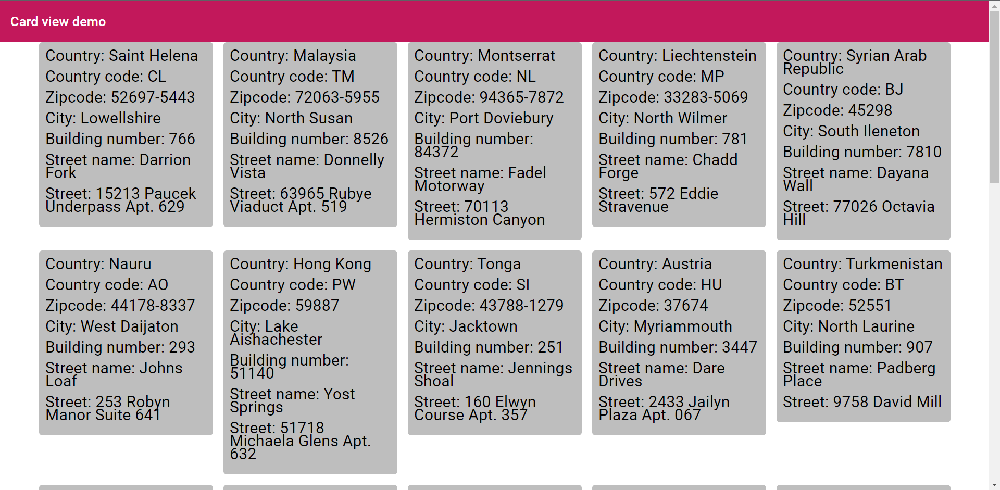 Card view demo
Country: Saint Helena
Country code: CL
Zipcode: 52697-5443
City: Lowellshire
Building number: 766
Street name: Darrion
Fork
Street: 15213 Paucek
Underpass Apt. 629
Country: Malaysia
Country code: TM
Zipcode: 72063-5955
City: North Susan
Building number: 8526
Street name: Donnelly
Vista
Street: 63965 Rubye
Viaduct Apt. 519
Country: Montserrat
Country code: NL
Zipcode: 94365-7872
City: Port Doviebury
Building number:
84372
Street name: Fadel
Motorway
Street: 70113
Hermiston Canyon
Country: Liechtenstein
Country code: MP
Zipcode: 33283-5069
City: North Wilmer
Building number: 781
Street name: Chadd
Forge
Street: 572 Eddie
Stravenue
Country: Syrian Arab
Republic
Country code: BJ
Zipcode: 45298
City: South Ileneton
Building number: 7810
Street name: Dayana
Wall
Street: 77026 Octavia
Hill
Country: Nauru
Country code: AO
Zipcode: 44178-8337
City: West Daijaton
Building number: 293
Street name: Johns
Loaf
Street: 253 Robyn
Manor Suite 641
Country: Hong Kong
Country code: PW
Zipcode: 59887
City: Lake
Aishachester
Building number:
51140
Street name: Yost
Springs
Street: 51718
Michaela Glens Apt.
632
Country: Tonga
Country code: SI
Zipcode: 43788-1279
City: Jacktown
Building number: 251
Street name: Jennings
Shoal
Street: 160 Elwyn
Course Apt. 357
Country: Austria
Country code: HU
Zipcode: 37674
City: Myriammouth
Building number: 3447
Street name: Dare
Drives
Street: 2433 Jailyn
Plaza Apt. 067
Country: Turkmenistan
Country code: BT
Zipcode: 52551
City: North Laurine
Building number: 907
Street name: Padberg
Place
Street: 9758 David Mill